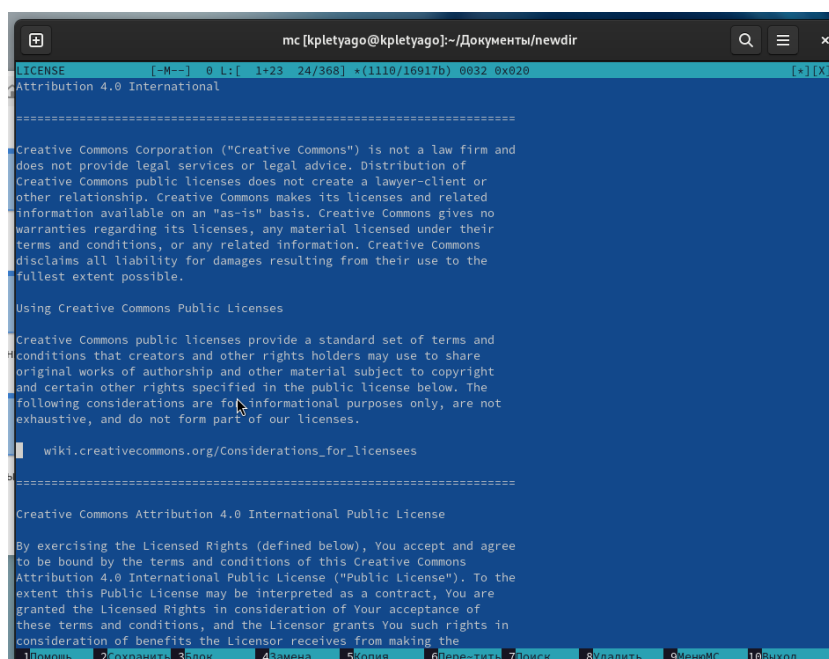 mc [kpletyago@kpletyago]:~/Документы/newdir
LICENSE [-M--] 0 L:[ 1+23 24/368] *(1110/16917b) 0032 0x020 [*][X]
Attribution 4.0 International
=======================================================================
Creative Commons Corporation ("Creative Commons") is not a law firm and
does not provide legal services or legal advice. Distribution of
Creative Commons public licenses does not create a lawyer-client or
other relationship. Creative Commons makes its licenses and related
information available on an "as-is" basis. Creative Commons gives no
warranties regarding its licenses, any material licensed under their
terms and conditions, or any related information. Creative Commons
disclaims all liability for damages resulting from their use to the
fullest extent possible.
Using Creative Commons Public Licenses
Creative Commons public licenses provide a standard set of terms and
conditions that creators and other rights holders may use to share
original works of authorship and other material subject to copyright
and certain other rights specified in the public license below. The
following considerations are for informational purposes only, are not
exhaustive, and do not form part of our licenses.
wiki.creativecommons.org/Considerations_for_licensees
=======================================================================
Creative Commons Attribution 4.0 International Public License
By exercising the Licensed Rights (defined below), You accept and agree
to be bound by the terms and conditions of this Creative Commons
Attribution 4.0 International Public License ("Public License"). To the
extent this Public License may be interpreted as a contract, You are
granted the Licensed Rights in consideration of Your acceptance of
these terms and conditions, and the Licensor grants You such rights in
consideration of benefits the Licensor receives from making the
1Помощь 2Сохранить 3Блок 4Замена 5Копия 6Пере~тить 7Поиск 8Удалить 9МенюМС 10Выход